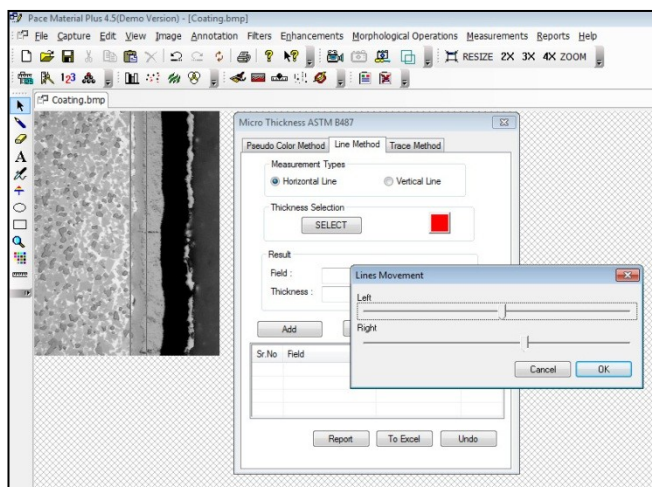 Pace Material Plus 4.5(Demo Version) - [Coating.bmp]
File Capture Edit View Image Annotation Filters Enhancements Morphological Operations Measurements Reports Help
RESIZE 2X 3X 4X ZOOM
123
Coating.bmp
A
Micro Thickness ASTM B487
Pseudo Color Method Line Method Trace Method
Measurement Types
Horizontal Line Vertical Line
Thickness Selection
SELECT
Result
Field :
Thickness :
Add
Sr.No Field
Report To Excel Undo
Lines Movement
Left
Right
Cancel OK